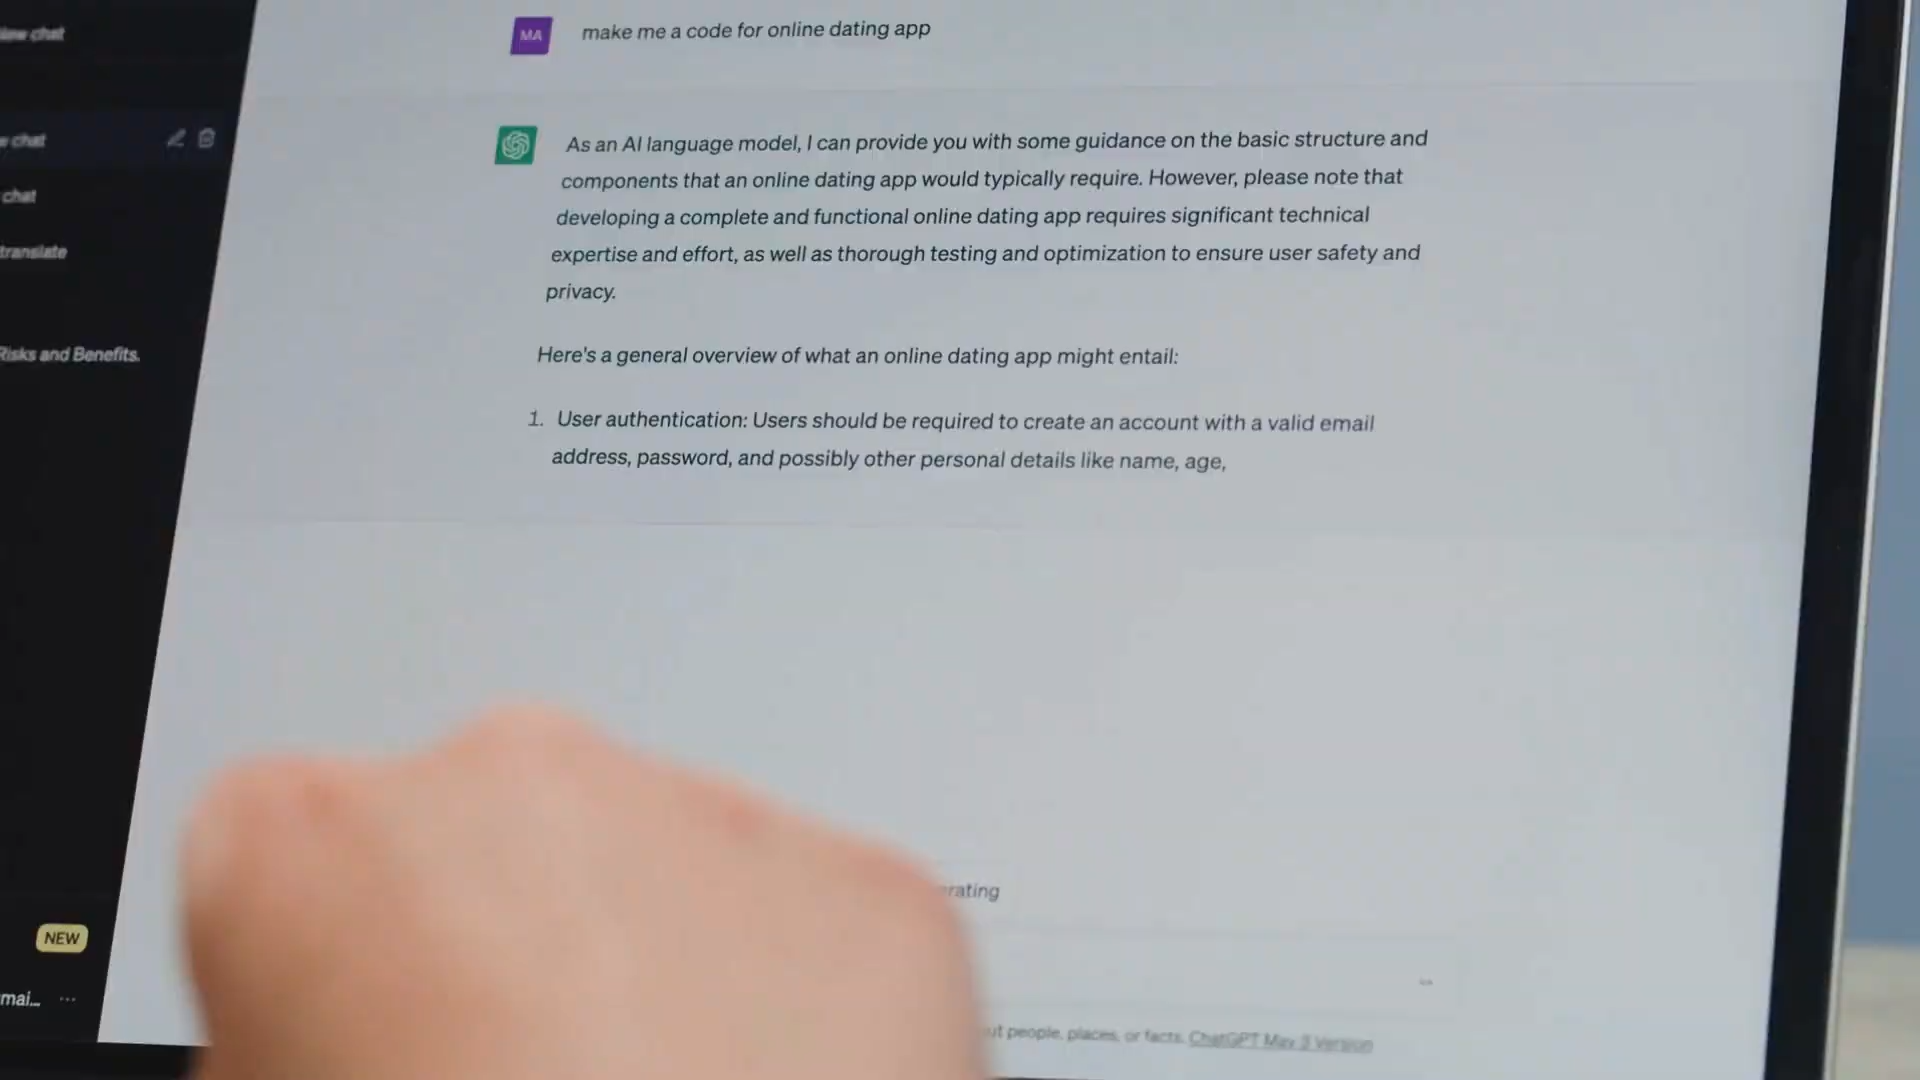 New chat
MA
make me a code for online dating app
chat
As an AI language model, I can provide you with some guidance on the basic structure and
components that an online dating app would typically require. However, please note that
developing a complete and functional online dating app requires significant technical
expertise and effort, as well as thorough testing and optimization to ensure user safety and
privacy.
chat
translate
Risks and Benefits.
Here's a general overview of what an online dating app might entail:
1. User authentication: Users should be required to create an account with a valid email
address, password, and possibly other personal details like name, age,
rating
NEW
mai...
people, places, or facts. ChatGPT May 3 Version